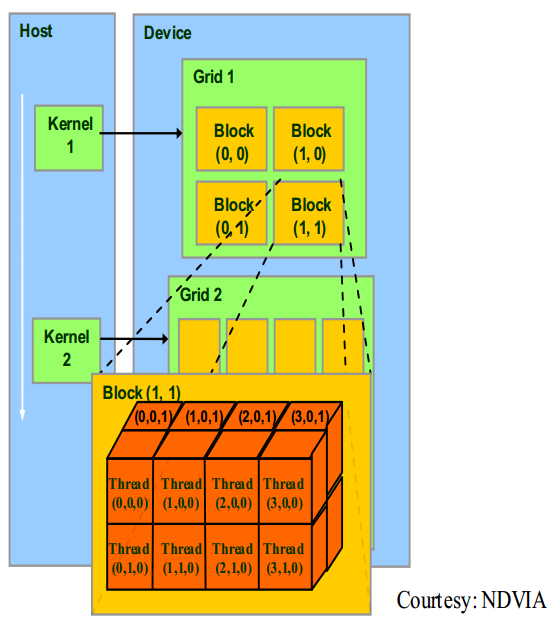 Host
Device
Grid 1
Kernel
1
Block
(0, 0)
Block
(1, 0)
Block
(0, 1)
Block
(1, 1)
Grid 2
Kernel
2
Block (1, 1)
(0,0,1) (1,0,1) (2,0,1) (3,0,1)
Thread
(0,0,0)
Thread
(1,0,0)
Thread
(2,0,0)
Thread
(3,0,0)
Thread
(0,1,0)
Thread
(1,1,0)
Thread
(2,1,0)
Thread
(3,1,0)
Courtesy: NDVIA